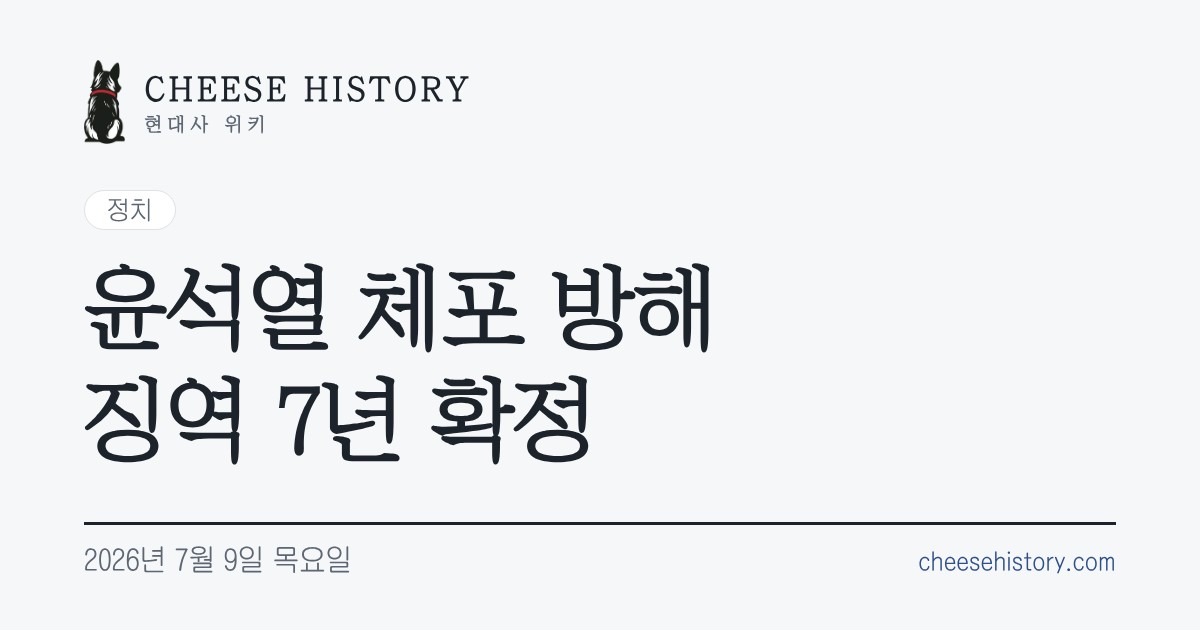 CHEESE HISTORY
현대사 위키
정치
윤석열 체포 방해
징역 7년 확정
2026년 7월 9일 목요일
cheesehistory.com